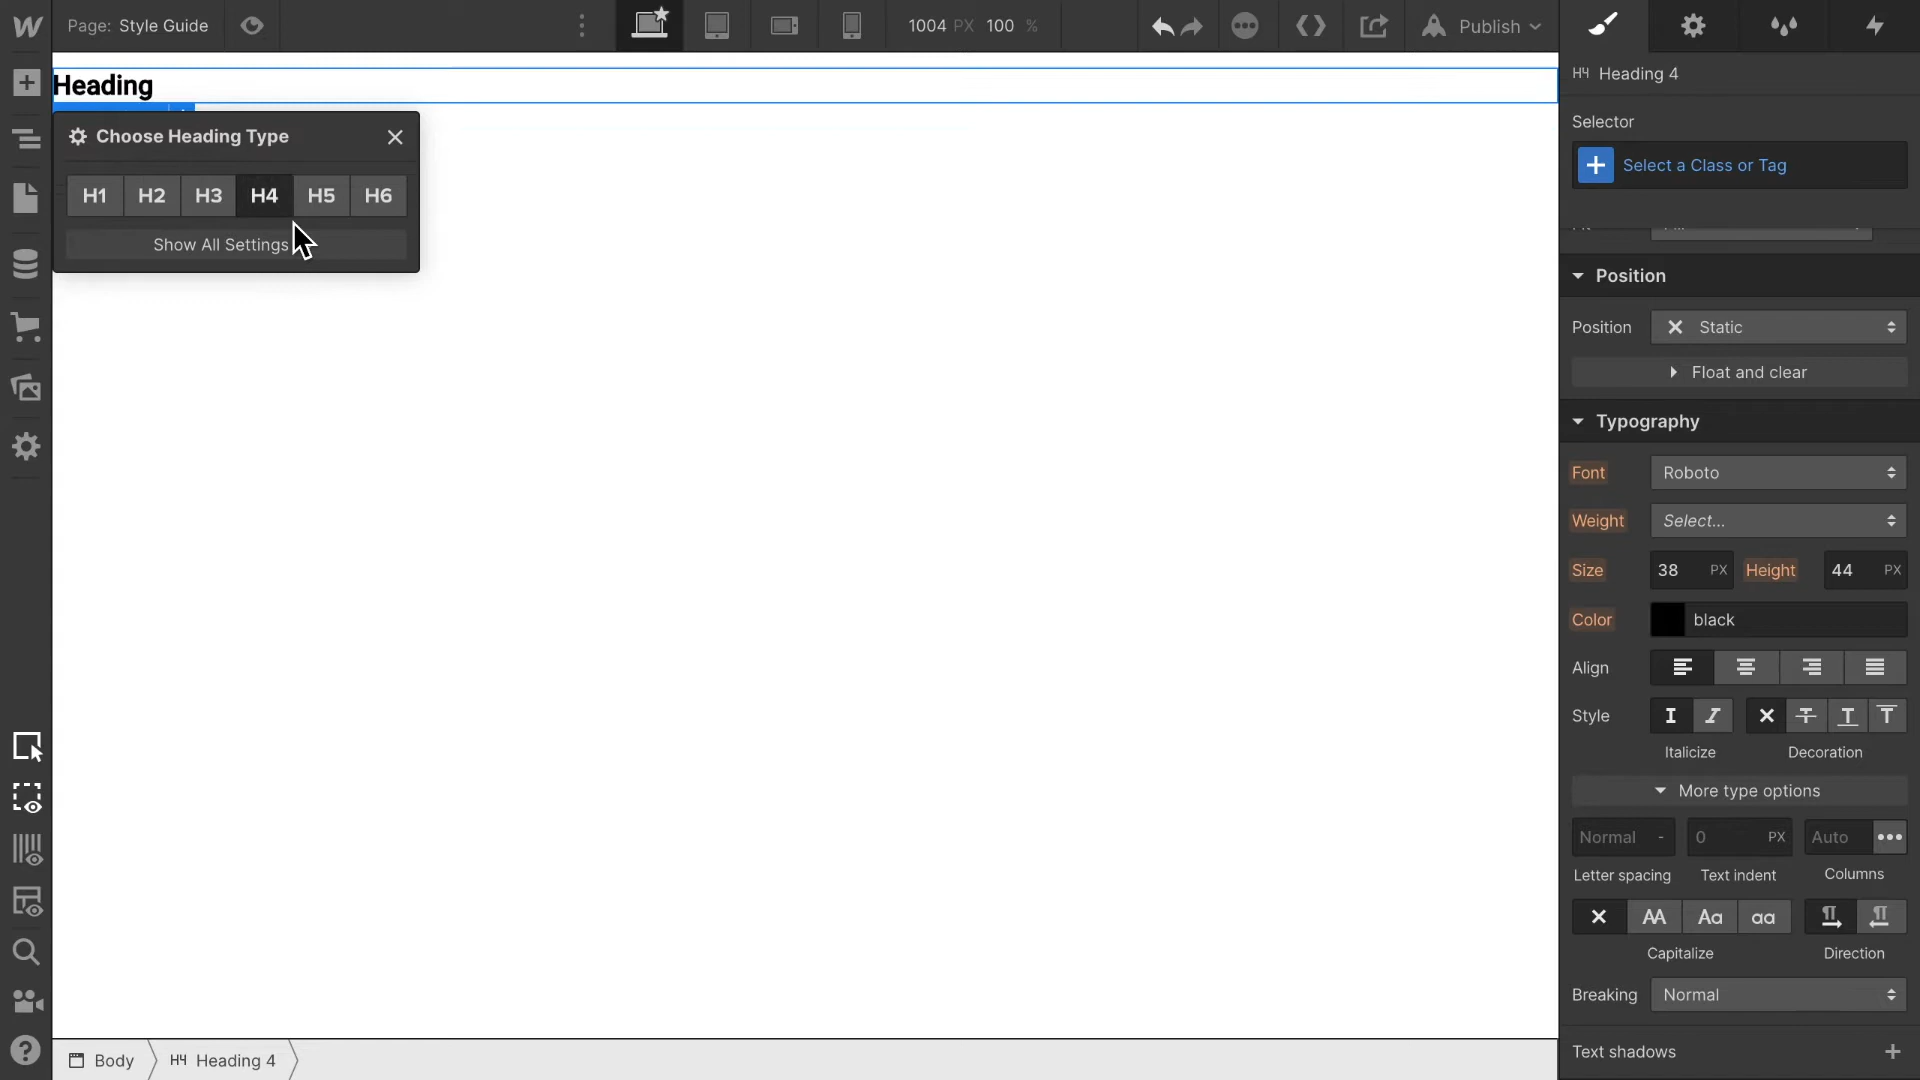 Page: Style Guide
1004 PX 100 %
Publish
Heading
Choose Heading Type
H1 H2 H3 H4 H5 H6
Show All Settings
H4 Heading 4
Selector
Select a Class or Tag
Position
Position Static
Float and clear
Typography
Font Roboto
Weight Select...
Size 38 PX Height 44 PX
Color black
Align
Style
Italicize Decoration
More type options
Normal - 0 PX Auto
Letter spacing Text indent Columns
AA Aa aa
Capitalize Direction
Breaking Normal
Text shadows
Body H4 Heading 4